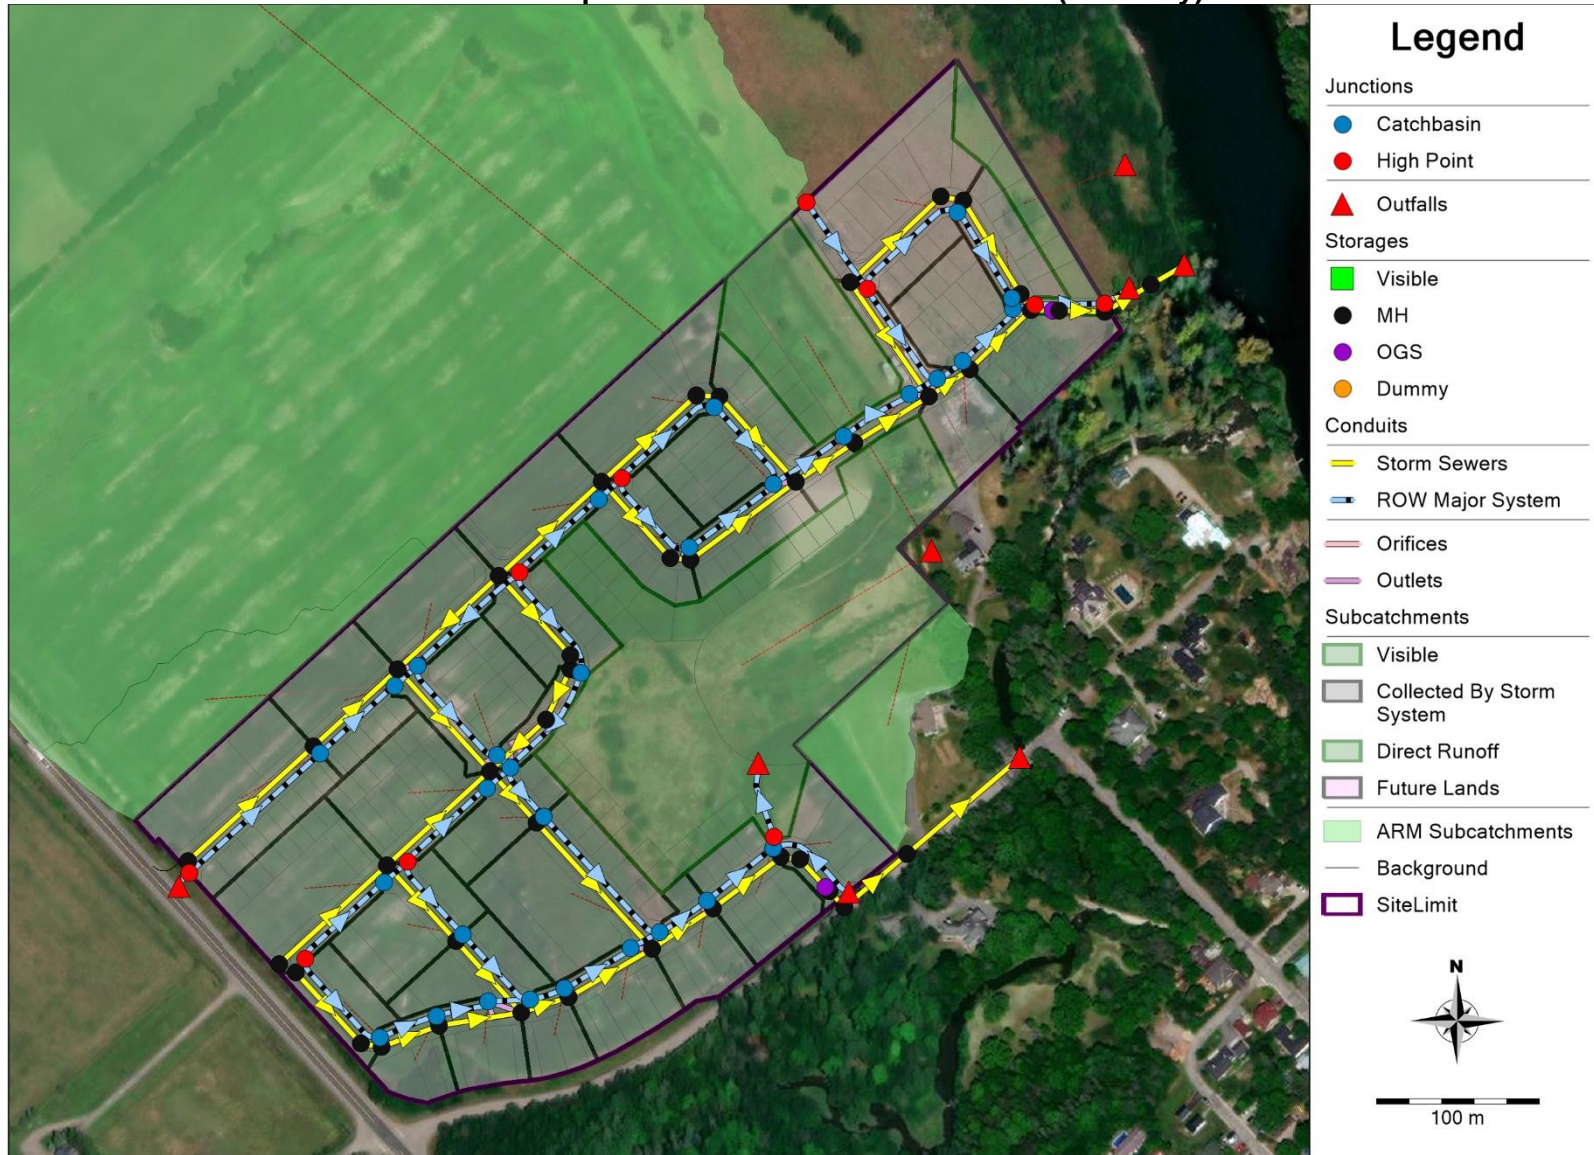 Legend
Junctions
Catchbasin
High Point
Outfalls
Storages
Visible
MH
OGS
Dummy
Conduits
Storm Sewers
ROW Major System
Orifices
Outlets
Subcatchments
Visible
Collected By Storm
System
Direct Runoff
Future Lands
ARM Subcatchments
Background
SiteLimit
N
100 m